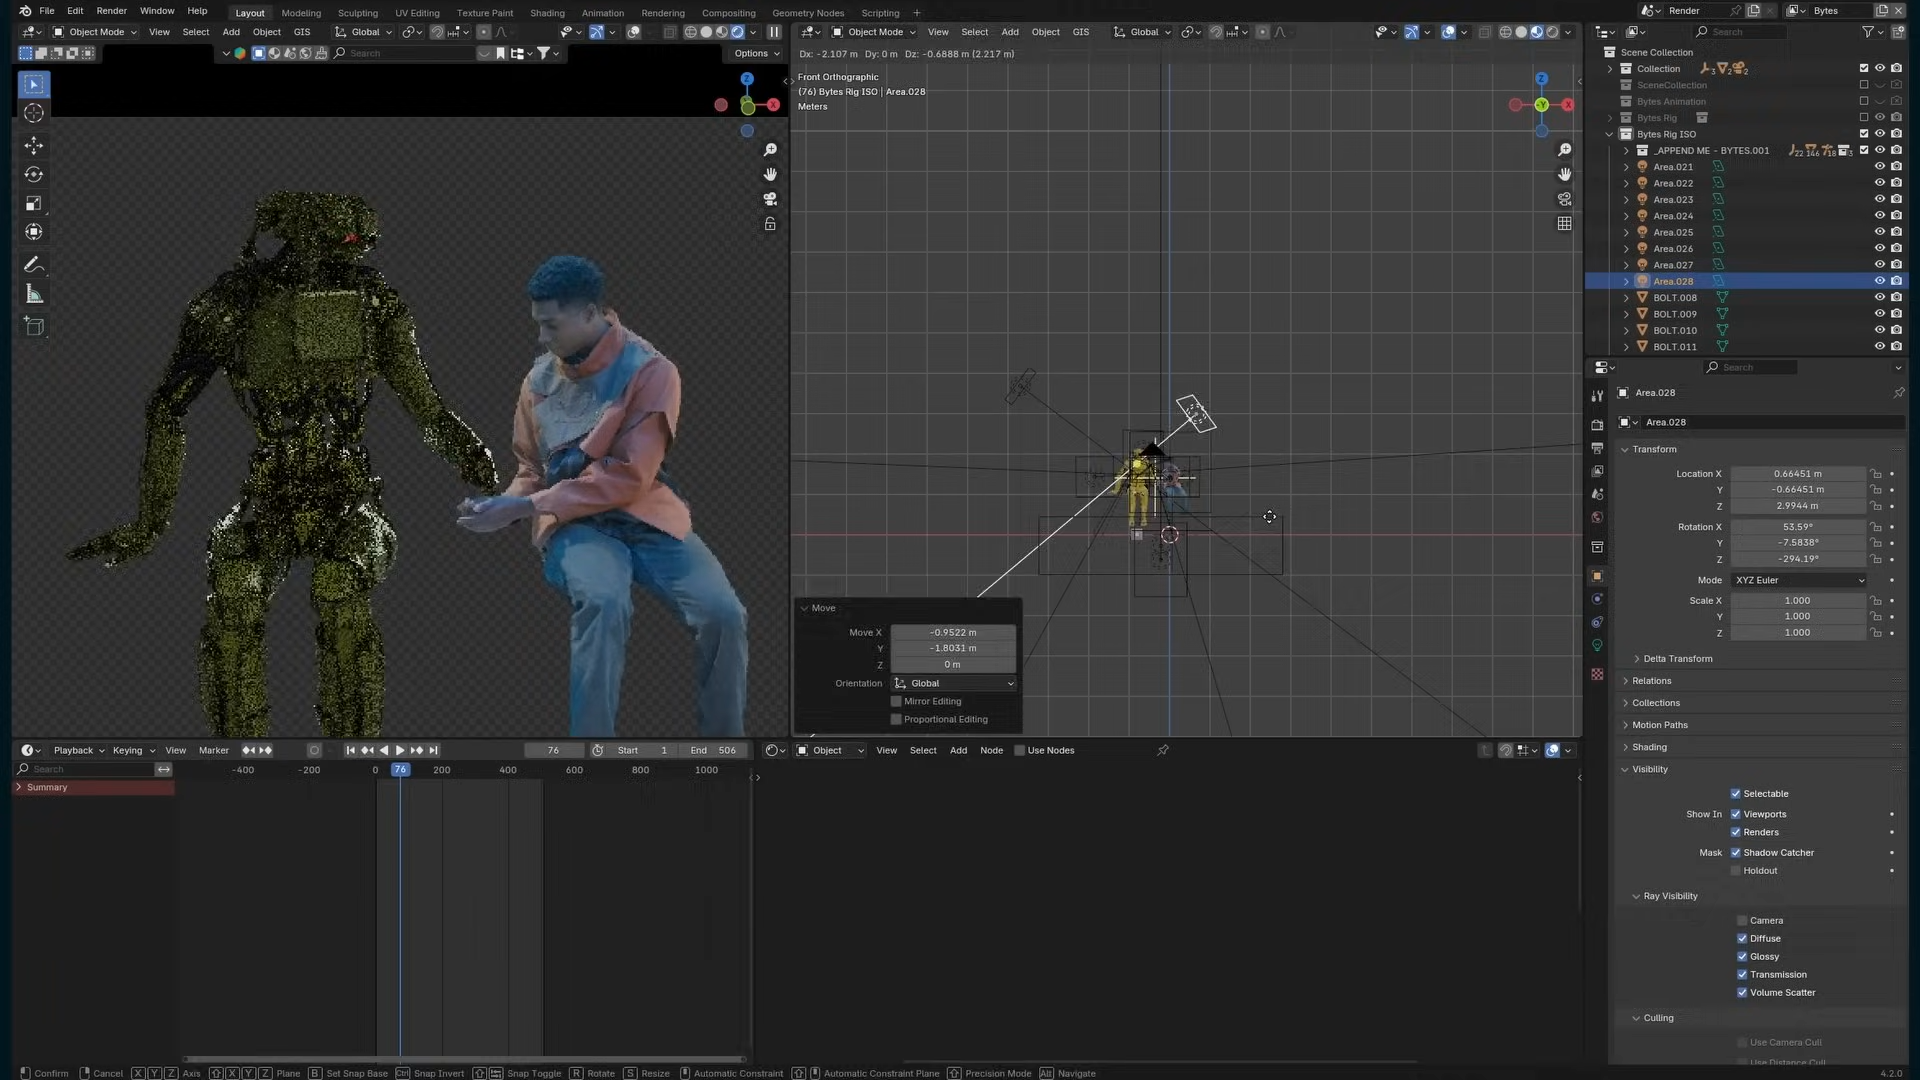 File Edit Render Window Help Layout Modeling Sculpting UV Editing Texture Paint Shading Animation Rendering Compositing Geometry Nodes Scripting + Render Bytes
Object Mode View Select Add Object GIS Global
Search Options
Object Mode View Select Add Object GIS Global
Dx: -2.107 m Dy: 0 m Dz: -0.6888 m (2.217 m)
Front Orthographic
(76) Bytes Rig ISO | Area.028
Meters
Z
X
Z
Y
X
Move
Move X -0.9522 m
Y -1.8031 m
Z 0 m
Orientation Global
Mirror Editing
Proportional Editing
Playback Keying View Marker 76 Start 1 End 506
Search -400 -200 0 76 200 400 600 800 1000
Summary
Object View Select Add Node Use Nodes
Search
Scene Collection
Collection 3 2 2
SceneCollection
Bytes Animation
Bytes Rig
Bytes Rig ISO
_APPEND ME - BYTES.001 22 146 18 3
Area.021
Area.022
Area.023
Area.024
Area.025
Area.026
Area.027
Area.028
BOLT.008
BOLT.009
BOLT.010
BOLT.011
Search
Area.028
Area.028
Transform
Location X 0.66451 m
Y -0.66451 m
Z 2.9944 m
Rotation X 53.59°
Y -7.5838°
Z -294.19°
Mode XYZ Euler
Scale X 1.000
Y 1.000
Z 1.000
Delta Transform
Relations
Collections
Motion Paths
Shading
Visibility
Selectable
Show In Viewports
Renders
Mask Shadow Catcher
Holdout
Ray Visibility
Camera
Diffuse
Glossy
Transmission
Volume Scatter
Culling
Use Camera Cull
Use Distance Cull
Confirm Cancel X Y Z Axis X Y Z Plane B Set Snap Base Ctrl Snap Invert Snap Toggle R Rotate S Resize Automatic Constraint Automatic Constraint Plane Precision Mode Alt Navigate 4.2.0